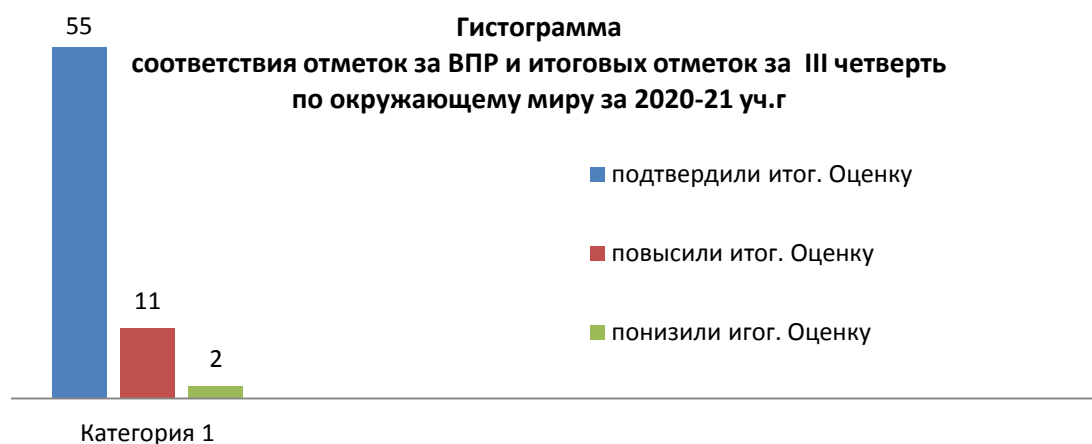 Гистограмма
соответствия отметок за ВПР и итоговых отметок за III четверть
по окружающему миру за 2020-21 уч.г
55
11
2
подтвердили итог. Оценку
повысили итог. Оценку
понизили игог. Оценку
Категория 1